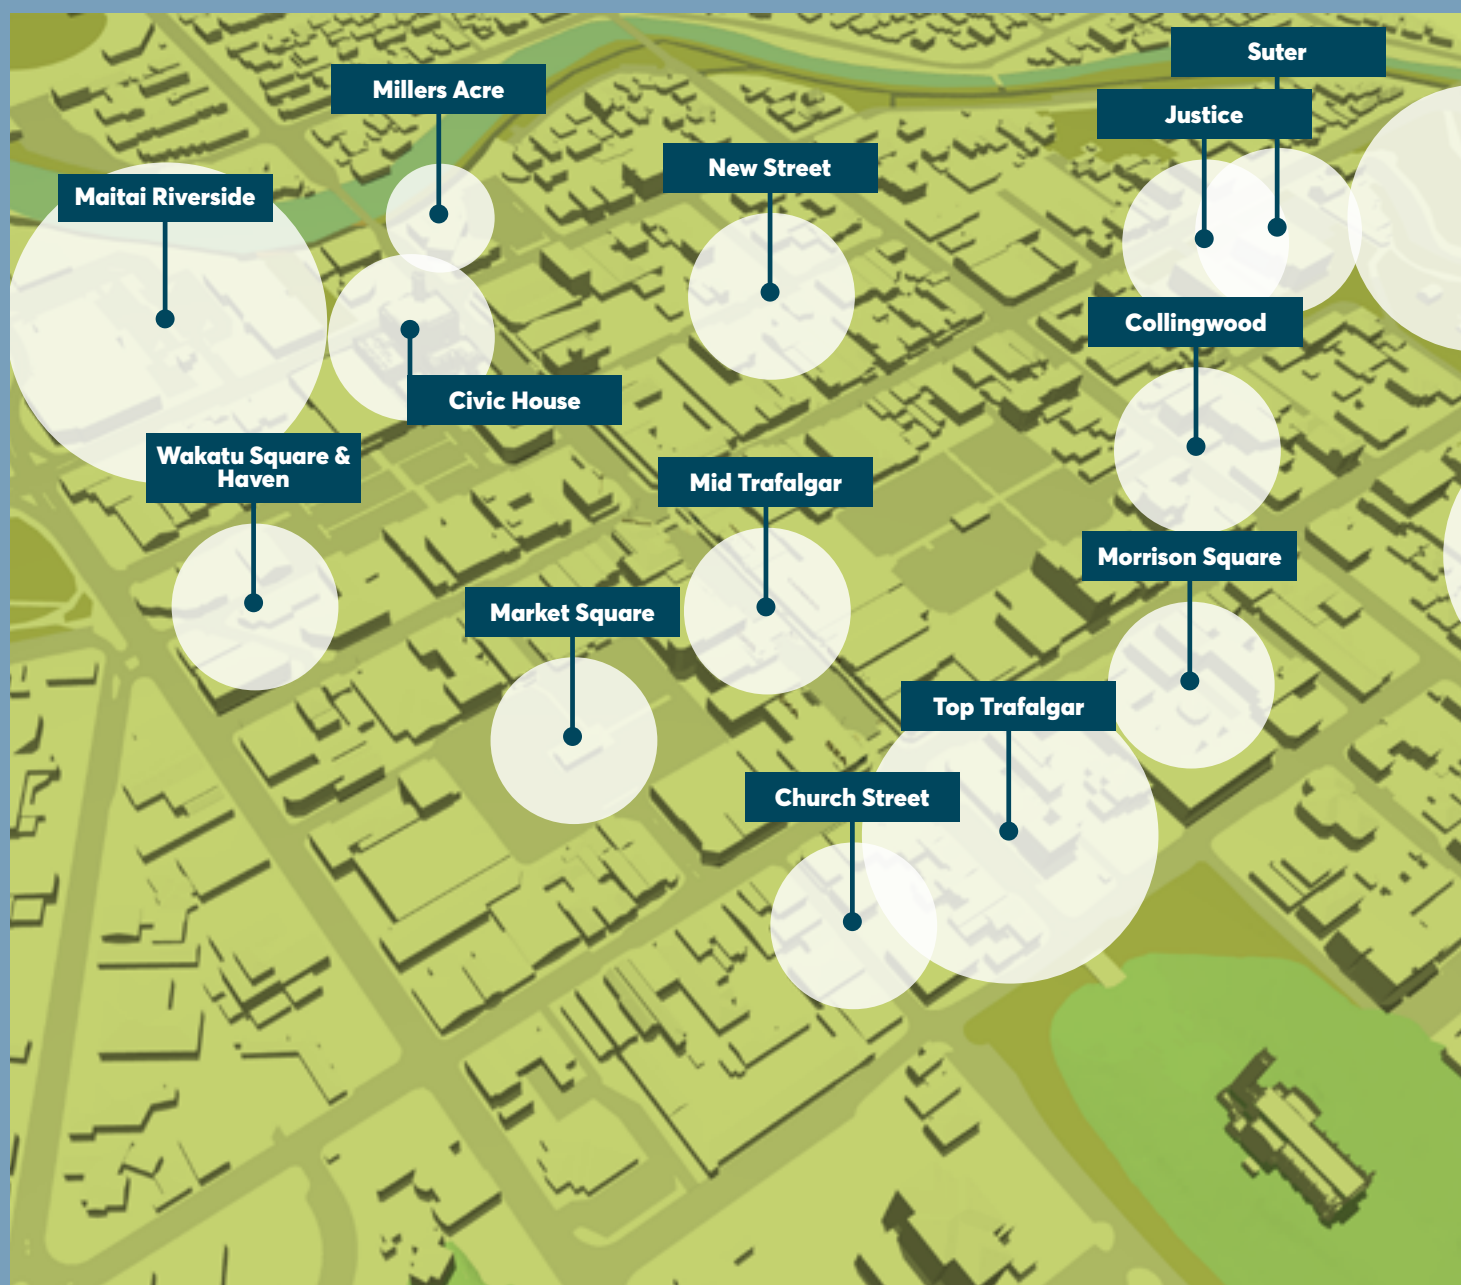 Suter
Millers Acre
Justice
New Street
Maitai Riverside
Collingwood
Civic House
Wakatu Square &
Haven
Mid Trafalgar
Morrison Square
Market Square
Top Trafalgar
Church Street